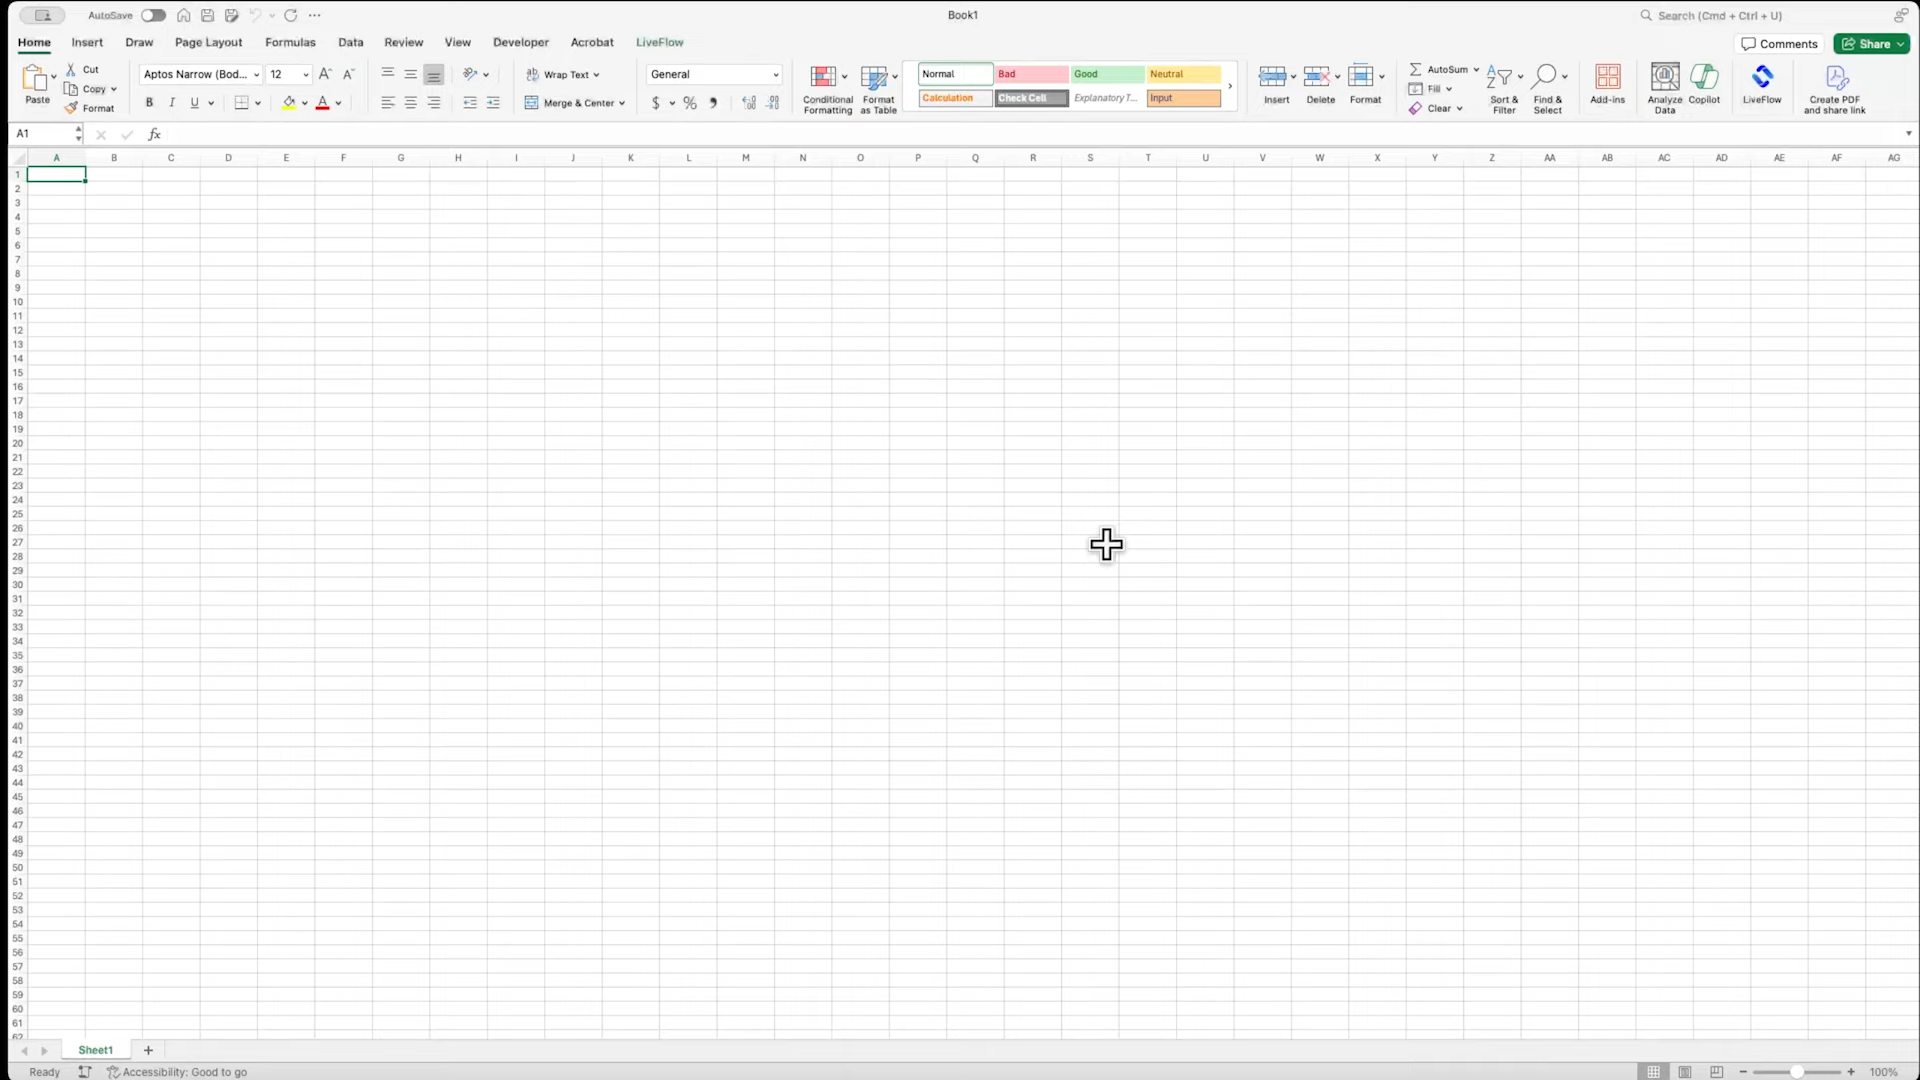 AutoSave
Book1
Search (Cmd + Ctrl + U)
Home Insert Draw Page Layout Formulas Data Review View Developer Acrobat LiveFlow
Comments Share
Paste Cut Copy Format
Aptos Narrow (Bod... 12
B I U
Wrap Text
Merge & Center
General
$ % 9
Conditional Formatting
Format as Table
Normal Bad Good Neutral
Calculation Check Cell Explanatory T... Input
Insert Delete Format
AutoSum
Fill
Clear
Sort & Filter
Find & Select
Add-ins
Analyze Data
Copilot
LiveFlow
Create PDF and share link
A1 fx
A B C D E F G H I J K L M N O P Q R S T U V W X Y Z AA AB AC AD AE AF AG
1
2
3
4
5
6
7
8
9
10
11
12
13
14
15
16
17
18
19
20
21
22
23
24
25
26
27
28
29
30
31
32
33
34
35
36
37
38
39
40
41
42
43
44
45
46
47
48
49
50
51
52
53
54
55
56
57
58
59
60
61
62
Sheet1
Ready Accessibility: Good to go
100%